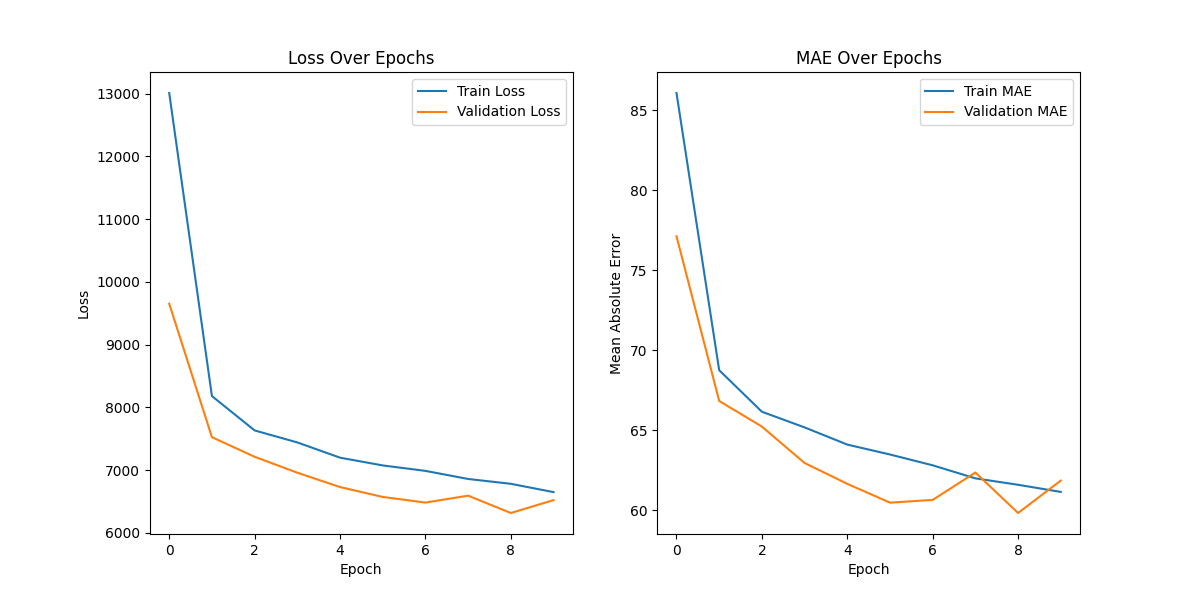 Loss Over Epochs
Train Loss
Validation Loss
13000
12000
11000
10000
9000
8000
7000
6000
Loss
0
2
4
6
8
Epoch
MAE Over Epochs
Train MAE
Validation MAE
85
80
75
70
65
60
Mean Absolute Error
0
2
4
6
8
Epoch